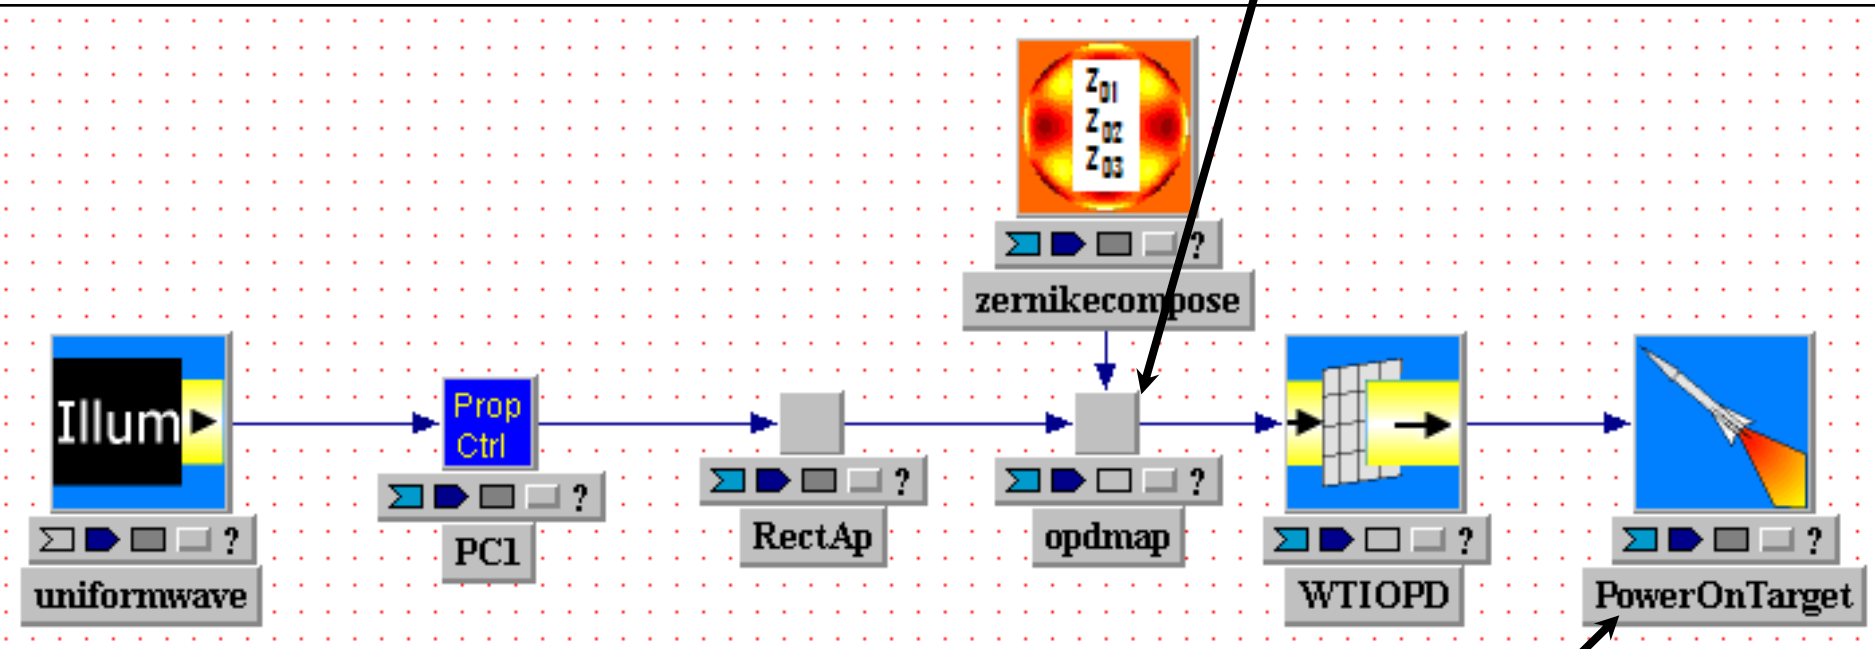 Z01
Z02
Z03
?
zernikecompose
Illum
Prop
Ctrl
?
?
?
?
?
?
uniformwave
PC1
RectAp
opdmap
WTIOPD
PowerOnTarget